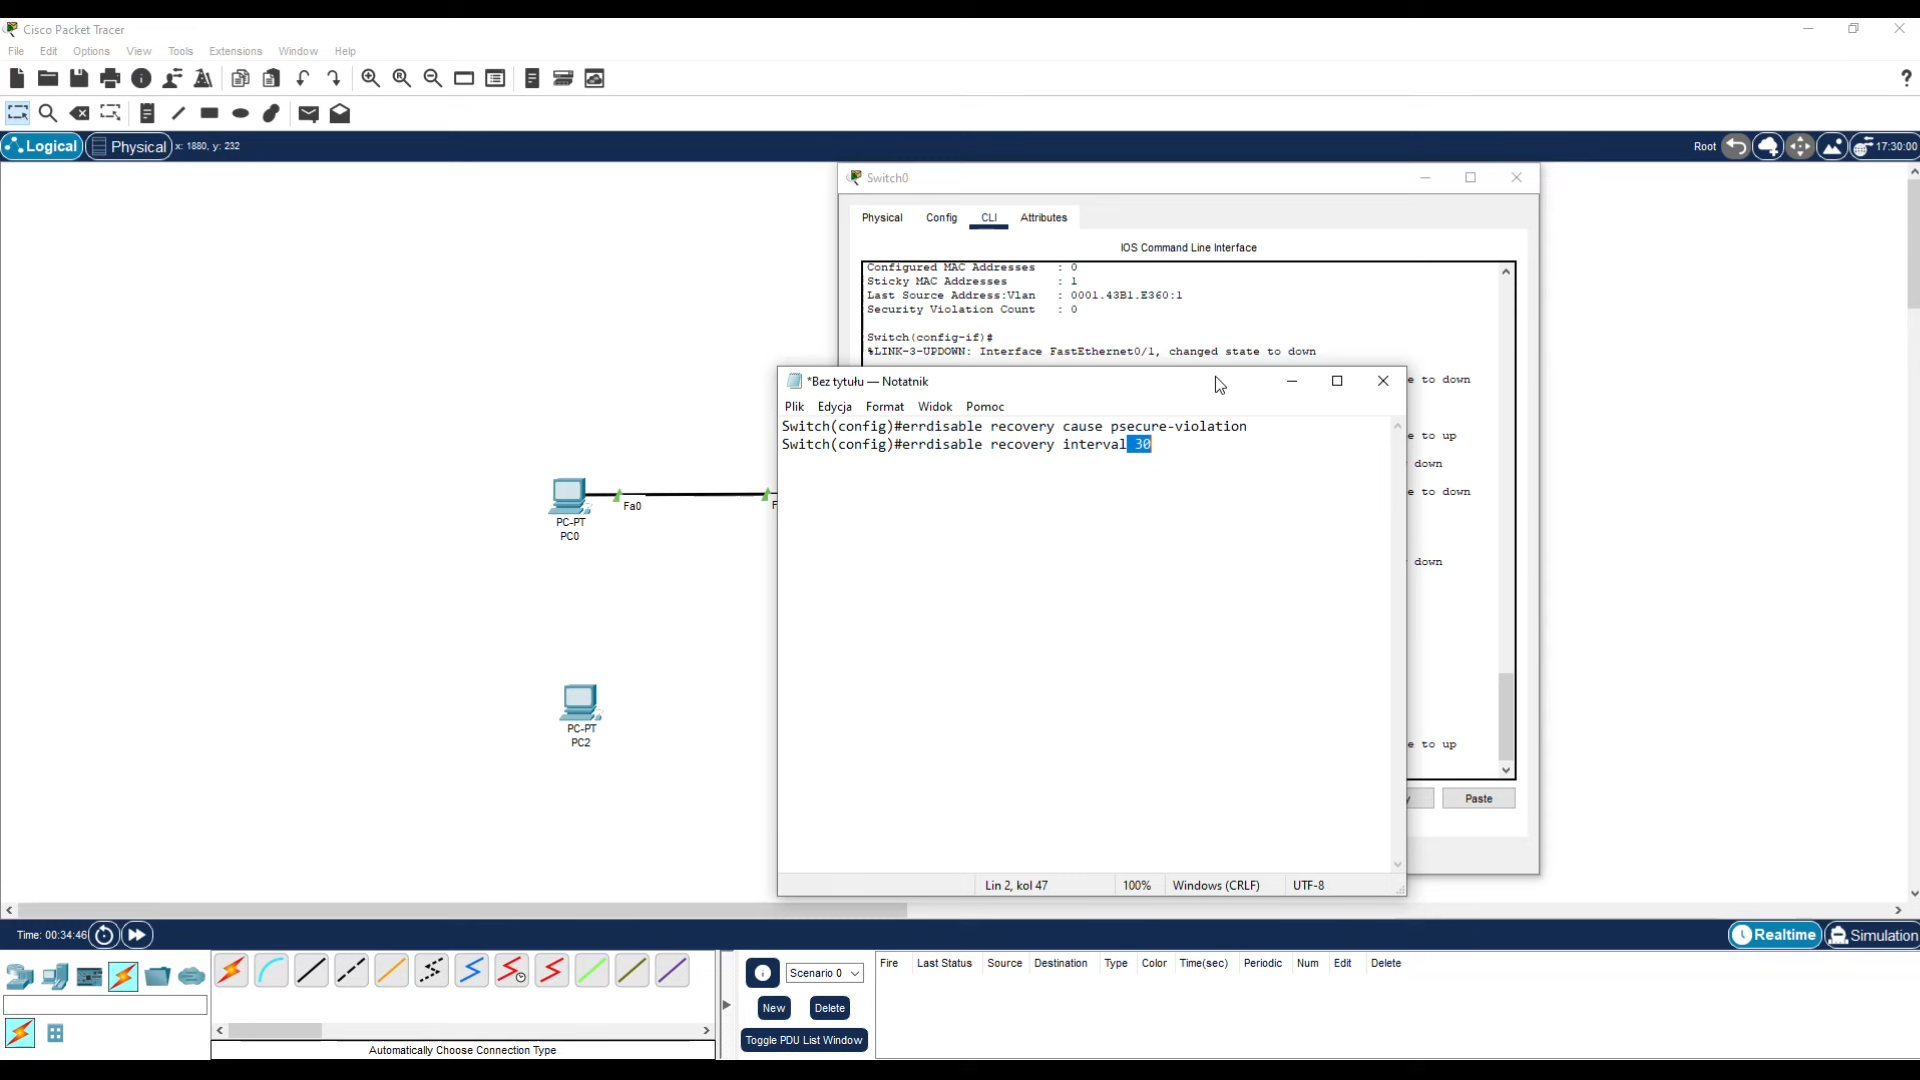 Cisco Packet Tracer
File Edit Options View Tools Extensions Window Help
Logical Physical x: 1880, y: 232 Root 17:30:00
Switch0
Physical Config CLI Attributes
IOS Command Line Interface
Configured MAC Addresses : 0
Sticky MAC Addresses : 1
Last Source Address:Vlan : 0001.43B1.E360:1
Security Violation Count : 0
Switch(config-if)#
%LINK-3-UPDOWN: Interface FastEthernet0/1, changed state to down
e to down
e to up
down
e to down
down
e to up
Paste
*Bez tytułu — Notatnik
Plik Edycja Format Widok Pomoc
Switch(config)#errdisable recovery cause psecure-violation
Switch(config)#errdisable recovery interval 30
Lin 2, kol 47 100% Windows (CRLF) UTF-8
Fa0
F
PC-PT
PC0
PC-PT
PC2
Time: 00:34:46 Realtime Simulation
Scenario 0
New Delete
Toggle PDU List Window
Fire Last Status Source Destination Type Color Time(sec) Periodic Num Edit Delete
Automatically Choose Connection Type